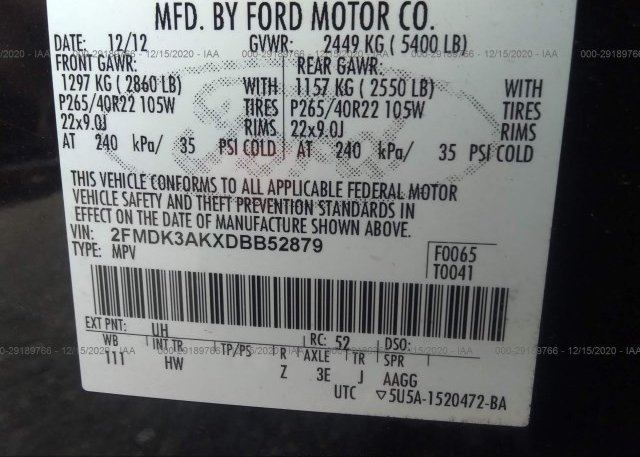 MFD. BY FORD MOTOR CO.
DATE: 12/12 GVWR: 2449 KG ( 5400 LB)
000-29189766 - 12/15/2020 - IAA
FRONT GAWR: REAR GAWR:
1297 KG ( 2860 LB) WITH 1157 KG ( 2550 LB) WITH
P265/40R22 105W TIRES P265/40R22 105W TIRES
22x9.0J RIMS 22x9.0J RIMS
AT 240 kPa/ 35 PSI COLD AT 240 kPa/ 35 PSI COLD
THIS VEHICLE CONFORMS TO ALL APPLICABLE FEDERAL MOTOR
VEHICLE SAFETY AND THEFT PREVENTION STANDARDS IN
EFFECT ON THE DATE OF MANUFACTURE SHOWN ABOVE.
VIN: 2FMDK3AKXDBB52879
TYPE: MPV
F0065
T0041
EXT PNT: UH RC: 52 DSO:
WB INT TR TP/PS R AXLE TR SPR
111 HW Z 3E J AAGG
UTC ▽5U5A-1520472-BA